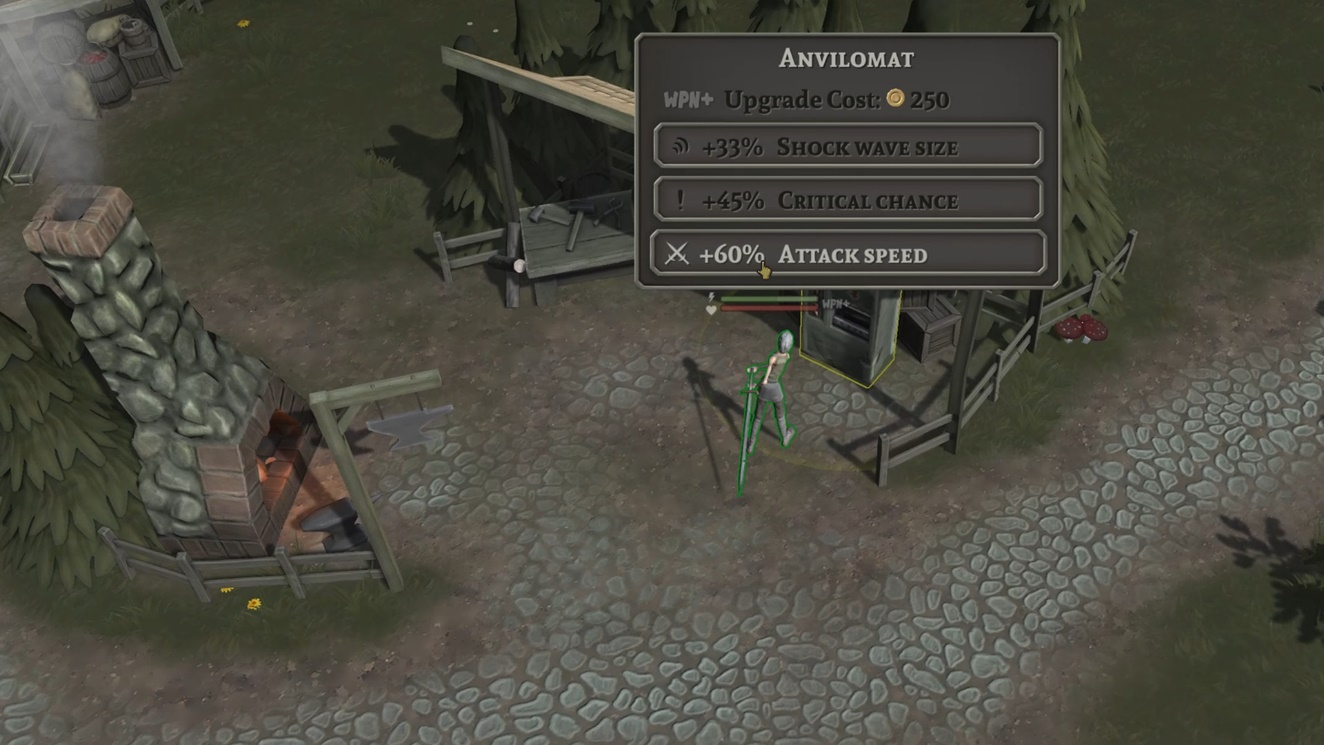 Anvilomat
WPN+ Upgrade Cost: 250
+33% Shock wave size
! +45% Critical chance
+60% Attack speed
WPN+